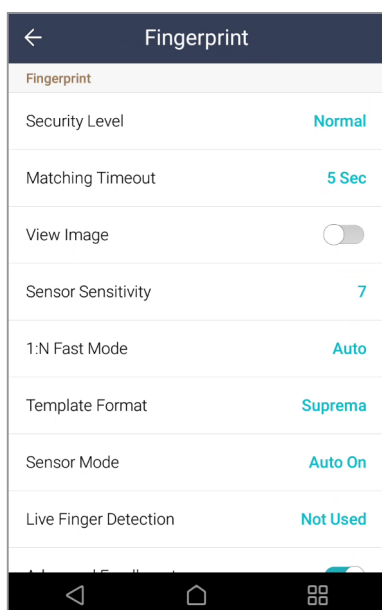 Fingerprint
Fingerprint
Security Level Normal
Matching Timeout 5 Sec
View Image
Sensor Sensitivity 7
1:N Fast Mode Auto
Template Format Suprema
Sensor Mode Auto On
Live Finger Detection Not Used